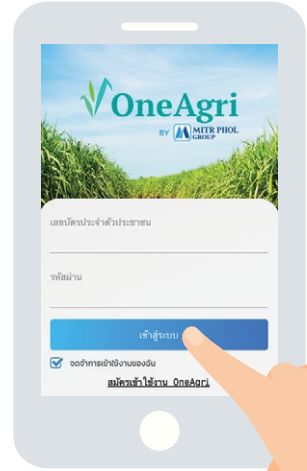 OneAgri
BY MITR PHOL
GROUP
เลขบัตรประจำตัวประชาชน
รหัสผ่าน
เข้าสู่ระบบ
จดจำการเข้าใช้งานของฉัน
สมัครเข้าใช้งาน OneAgri